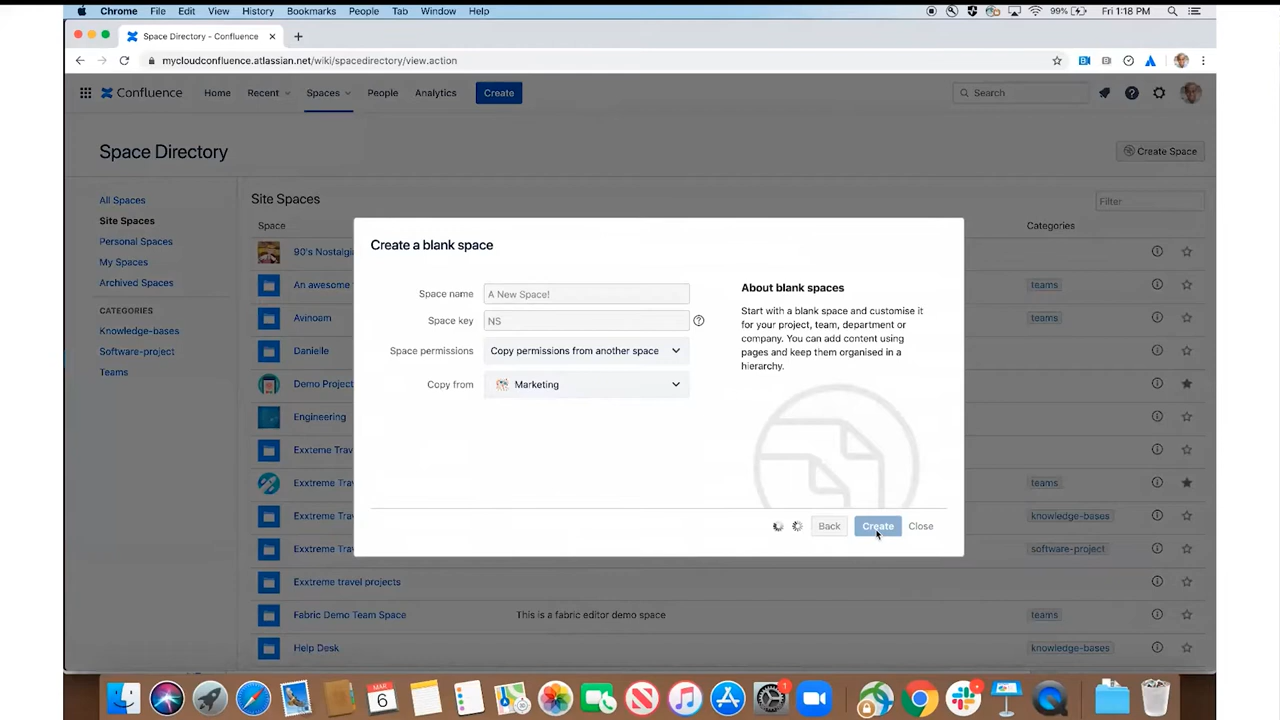 Chrome File Edit View History Bookmarks People Tab Window Help 99% Fri 1:18 PM
Space Directory - Confluence
mycloudconfluence.atlassian.net/wiki/spacedirectory/view.action
Confluence Home Recent Spaces People Analytics Create Search
Space Directory
Create Space
All Spaces
Site Spaces
Personal Spaces
My Spaces
Archived Spaces
CATEGORIES
Knowledge-bases
Software-project
Teams
Site Spaces
Filter
Space Categories
90's Nostalgi
An awesome teams
Avinoam teams
Danielle
Demo Project
Engineering
Exxteme Trav
Exxtreme Tra teams
Exxtreme Tra knowledge-bases
Exxtreme Tra software-project
Exxtreme travel projects
Fabric Demo Team Space This is a fabric editor demo space teams
Help Desk knowledge-bases
Create a blank space
Space name A New Space!
Space key NS
Space permissions Copy permissions from another space
Copy from Marketing
About blank spaces
Start with a blank space and customise it
for your project, team, department or
company. You can add content using
pages and keep them organised in a
hierarchy.
Back Create Close
MAR
6
1